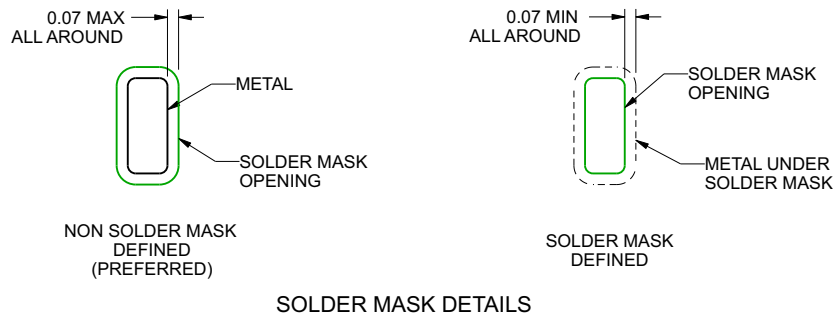 0.07 MAX
ALL AROUND
METAL
SOLDER MASK
OPENING
NON SOLDER MASK
DEFINED
(PREFERRED)
0.07 MIN
ALL AROUND
SOLDER MASK
OPENING
METAL UNDER
SOLDER MASK
SOLDER MASK
DEFINED
SOLDER MASK DETAILS